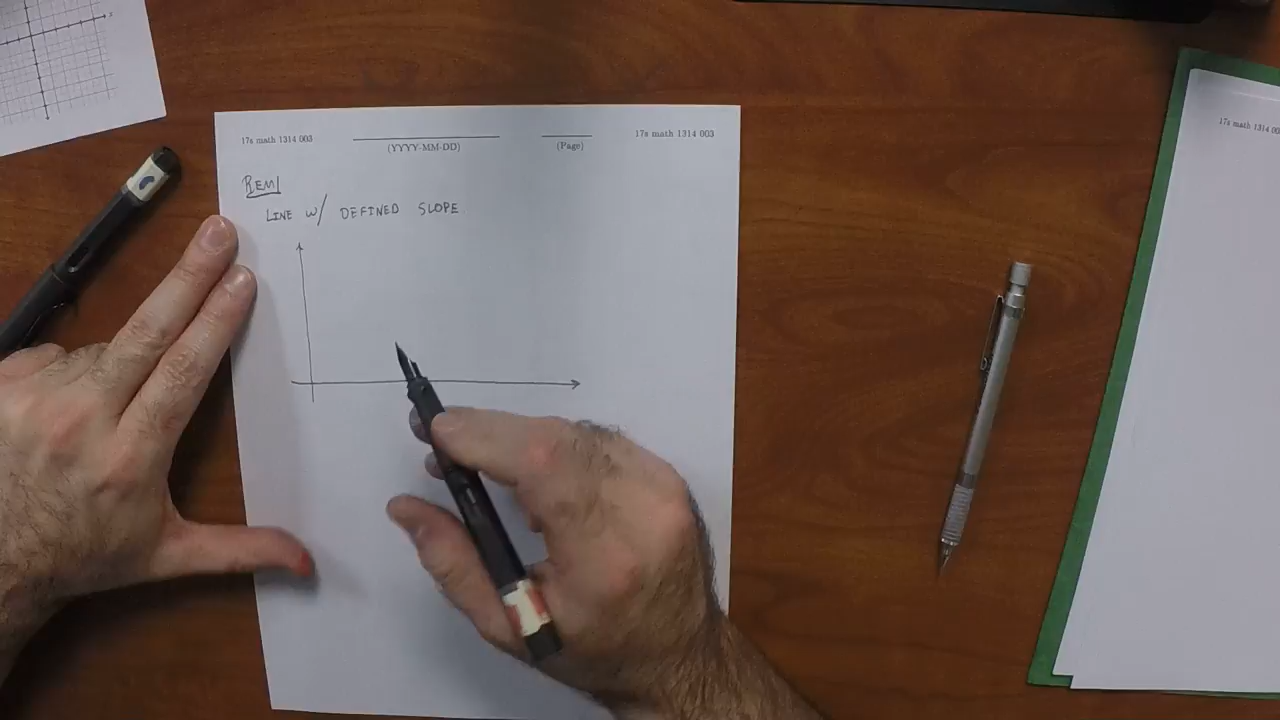 17s math 1314 003
(YYYY-MM-DD)
(Page)
17s math 1314 003
REM
LINE W/ DEFINED SLOPE
17s math 1314 00